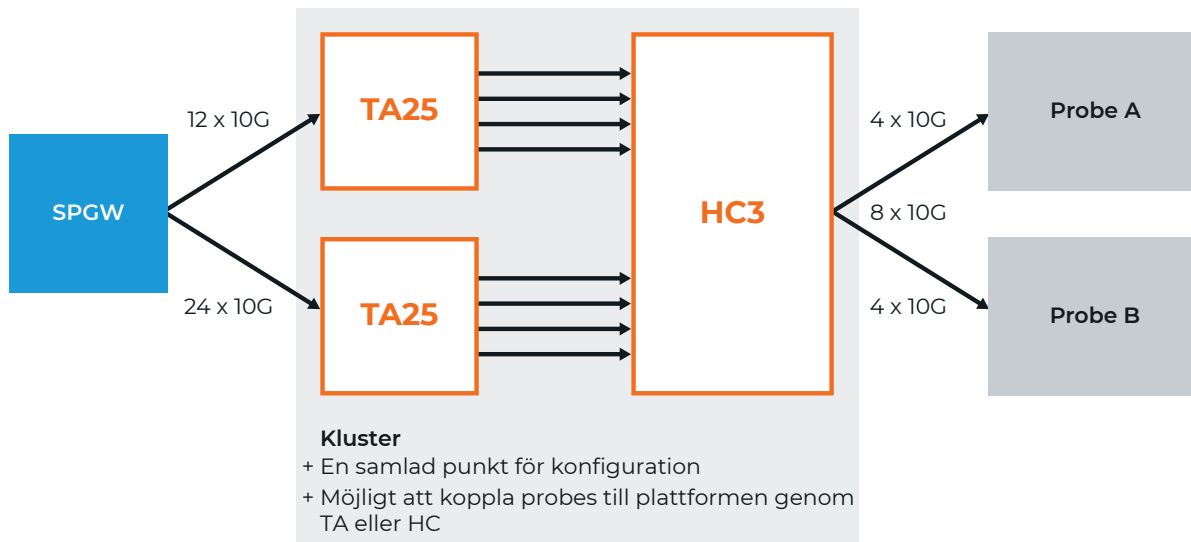 SPGW
12 x 10G
24 x 10G
TA25
TA25
HC3
4 x 10G
8 x 10G
4 x 10G
Probe A
Probe B
Kluster
+ En samlad punkt för konfiguration
+ Möjligt att koppla probes till plattformen genom
TA eller HC